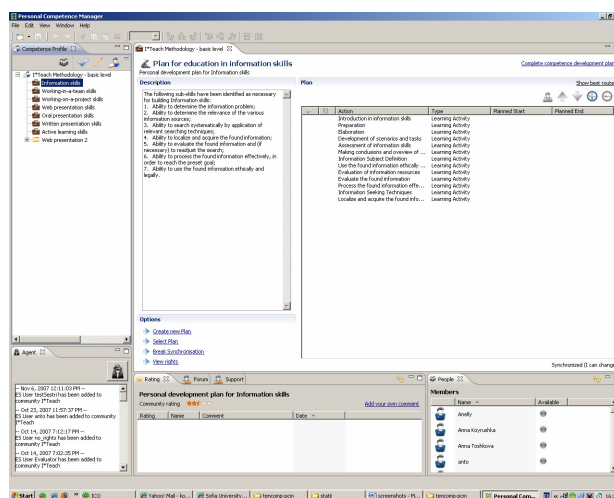 Personal Competence Manager
File Edit View Window Help
Competence Profile
I*Teach Methodology - basic level
Information skills
Working-in-a-team skills
Working-on-a-project skills
Web presentation skills
Oral presentation skills
Written presentation skills
Active learning skills
Web presentation 2
Agent
-- Nov 6, 2007 12:11:03 PM --
ES User testSestri has been added to
community I*Teach
-- Oct 23, 2007 11:57:37 PM --
ES User anto has been added to community
I*Teach
-- Oct 14, 2007 7:12:17 PM --
ES User no_rights has been added to
community I*Teach
-- Oct 14, 2007 7:02:35 PM --
ES User Evaluator has been added to
community I*Teach
I*Teach Methodology - basic level
Plan for education in information skills
Complete competence development plan
Personal development plan for Information skills
Description
The following sub-skills have been identified as necessary
for building Information skills:
1. Ability to determine the information problem;
2. Ability to determine the relevance of the various
information sources;
3. Ability to search systematically by application of
relevant searching techniques;
4. Ability to localize and acquire the found information;
5. Ability to evaluate the found information and (if
necessary) to readjust the search;
6. Ability to process the found information effectively, in
order to reach the preset goal;
7. Ability to use the found information ethically and
legally.
Options
Create new Plan
Select Plan
Break Synchronisation
View rights
Plan
Show best route
Action Type Planned Start Planned End
Introduction in information skills Learning Activity
Preparation Learning Activity
Elaboration Learning Activity
Development of scenarios and tasks Learning Activity
Assessment of information skills Learning Activity
Making conclusions and overview of ... Learning Activity
Information Subject Definition Learning Activity
Use the found information ethically ... Learning Activity
Evaluation of information resources Learning Activity
Evaluate the found information Learning Activity
Process the found information effe... Learning Activity
Information Seeking Techniques Learning Activity
Localize and acquire the found info... Learning Activity
Synchronized (I can change
Rating Forum Support
Personal development plan for Information skills
Community rating
Add your own comment
Rating Name Comment Date
People
Members
Name Available
Anelly
Anna Koyrushka
Anna Toshkova
anto
Start ICQ Yahoo! Mail - ko... Sofia University... tencomp-pcm statii screenshots - M... tencomp-pcm Personal Com...